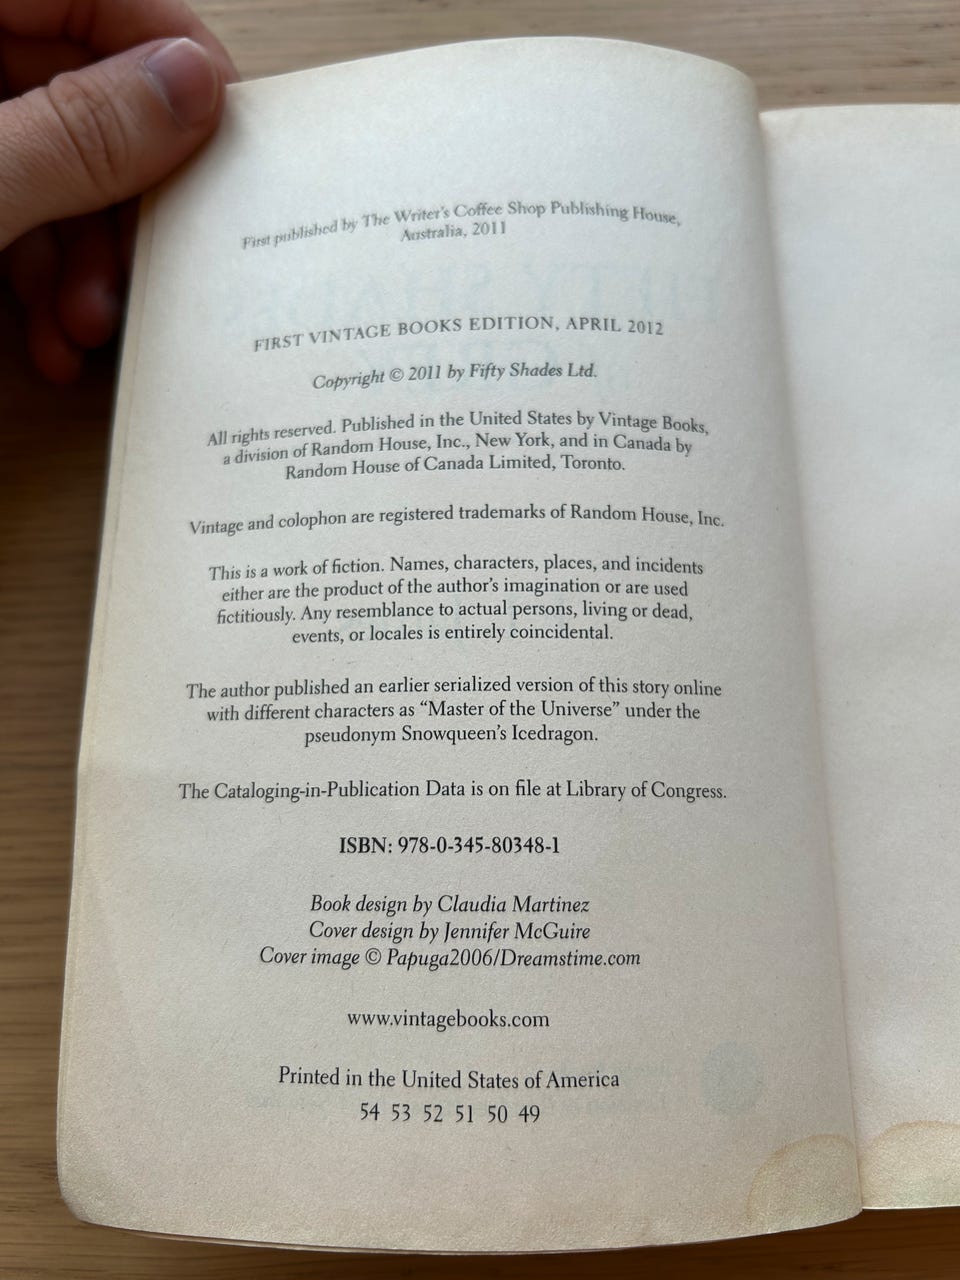 First published by The Writer's Coffee Shop Publishing House,
Australia, 2011
FIRST VINTAGE BOOKS EDITION, APRIL 2012
Copyright © 2011 by Fifty Shades Ltd.
All rights reserved. Published in the United States by Vintage Books,
a division of Random House, Inc., New York, and in Canada by
Random House of Canada Limited, Toronto.
Vintage and colophon are registered trademarks of Random House, Inc.
This is a work of fiction. Names, characters, places, and incidents
either are the product of the author's imagination or are used
fictitiously. Any resemblance to actual persons, living or dead,
events, or locales is entirely coincidental.
The author published an earlier serialized version of this story online
with different characters as “Master of the Universe” under the
pseudonym Snowqueen's Icedragon.
The Cataloging-in-Publication Data is on file at Library of Congress.
ISBN: 978-0-345-80348-1
Book design by Claudia Martinez
Cover design by Jennifer McGuire
Cover image © Papuga2006/Dreamstime.com
www.vintagebooks.com
Printed in the United States of America
54 53 52 51 50 49